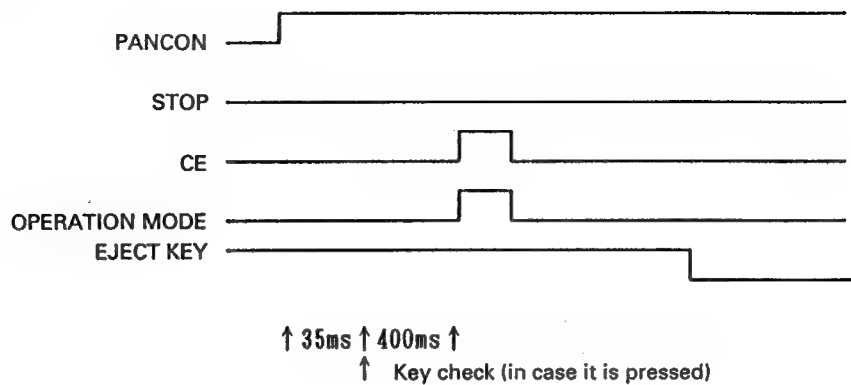 PANCON
STOP
CE
OPERATION MODE
EJECT KEY
↑ 35ms ↑ 400ms ↑
↑ Key check (in case it is pressed)